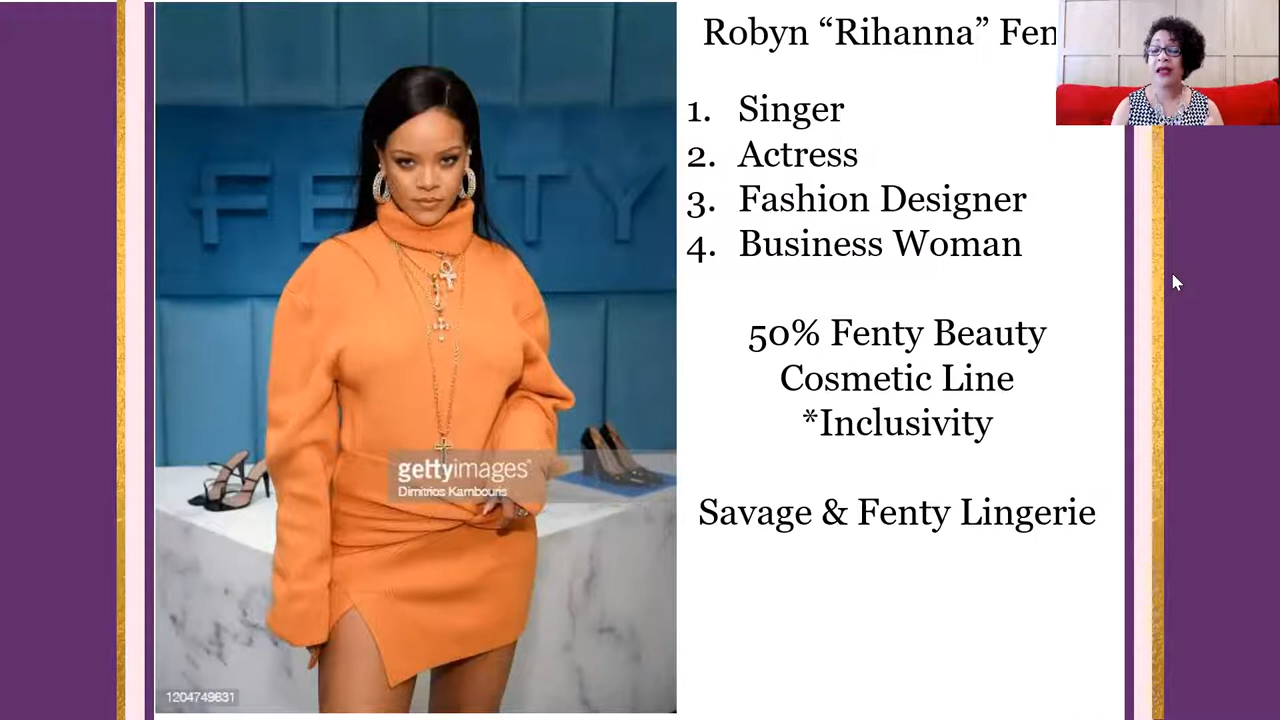 Robyn “Rihanna” Fen
1. Singer
2. Actress
3. Fashion Designer
4. Business Woman
50% Fenty Beauty
Cosmetic Line
*Inclusivity
Savage & Fenty Lingerie
FENTY
gettyimages®
Dimitrios Kambouris
1204749831